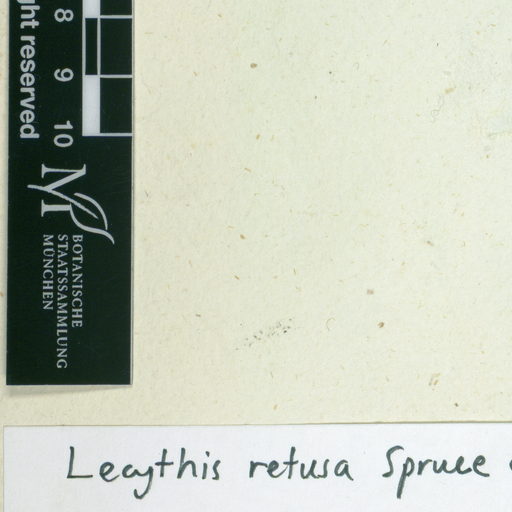 ght reserved
8 9 10
BOTANISCHE
STAATSSAMMLUNG
MÜNCHEN
Lecythis retusa Spruce